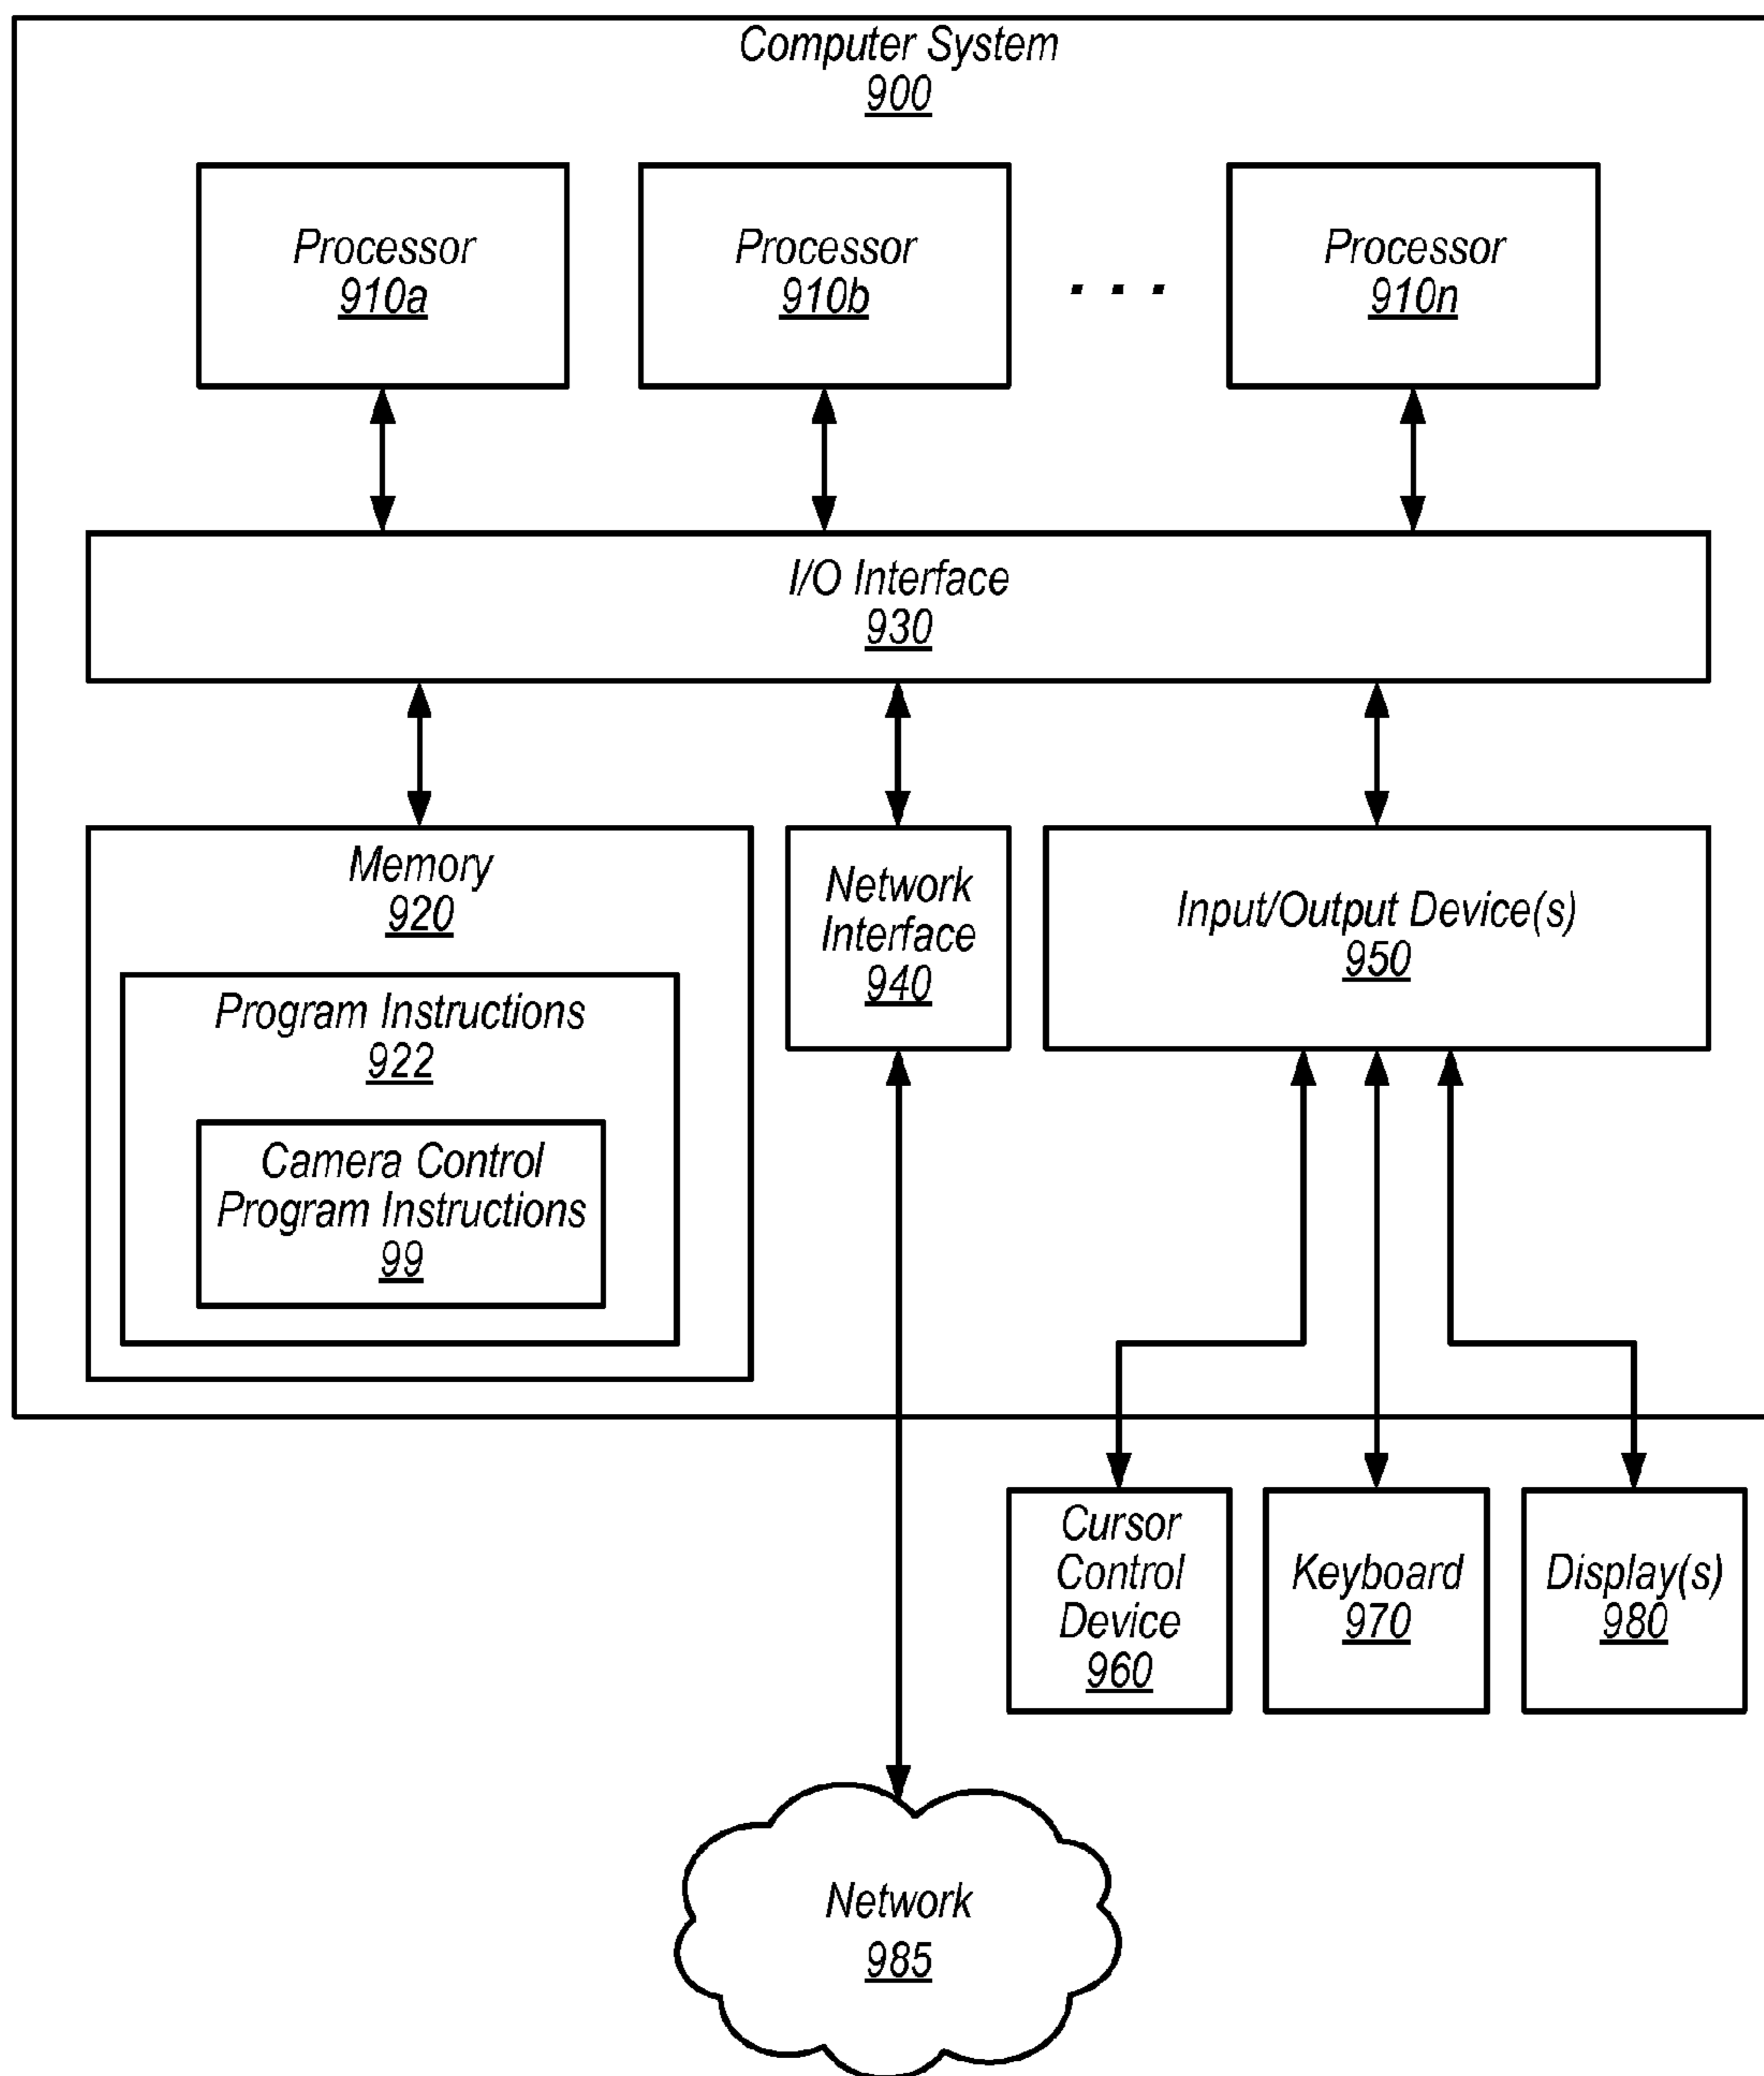 Computer System
900
Processor
910a
Processor
910b
. . .
Processor
910n
I/O Interface
930
Memory
920
Program Instructions
922
Camera Control
Program Instructions
99
Network
Interface
940
Input/Output Device(s)
950
Cursor
Control
Device
960
Keyboard
970
Display(s)
980
Network
985